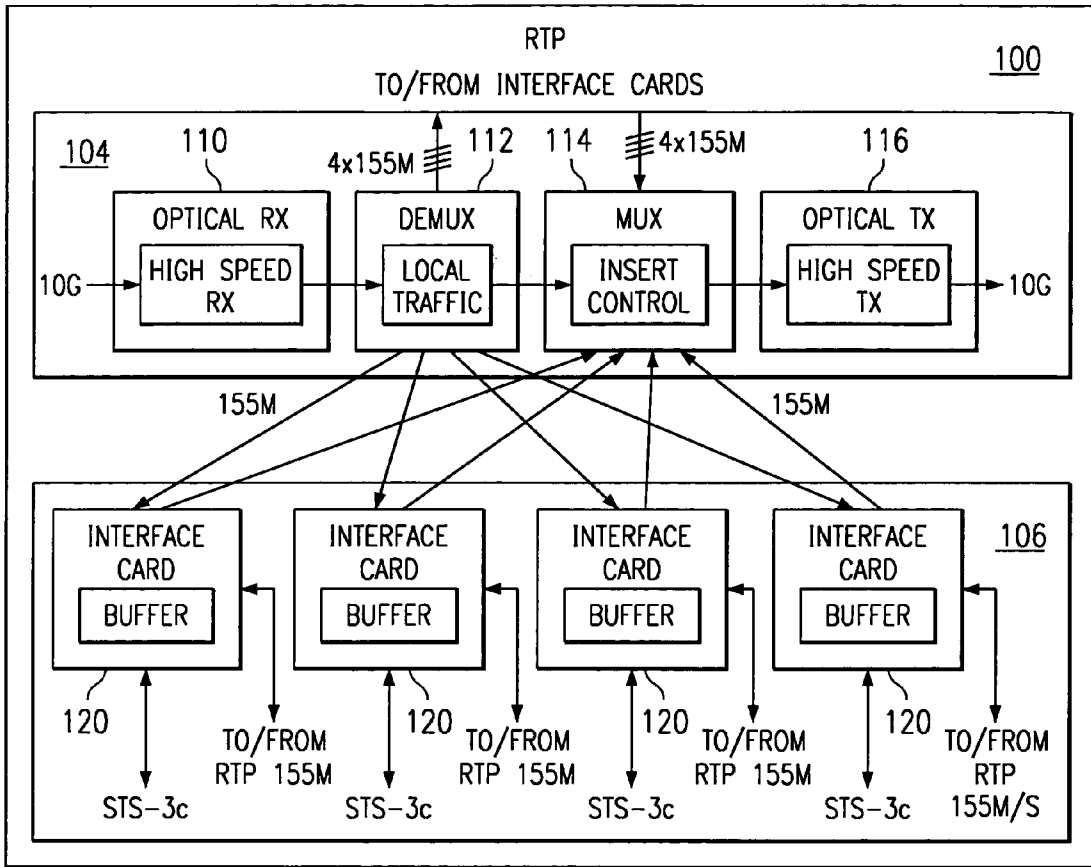 RTP
100
TO/FROM INTERFACE CARDS
104
110
4x155M
112
114
4x155M
116
OPTICAL RX
DEMUX
MUX
OPTICAL TX
10G
HIGH SPEED
RX
LOCAL
TRAFFIC
INSERT
CONTROL
HIGH SPEED
TX
10G
155M
155M
106
INTERFACE
CARD
BUFFER
INTERFACE
CARD
BUFFER
INTERFACE
CARD
BUFFER
INTERFACE
CARD
BUFFER
120
120
120
120
TO/FROM
RTP 155M
TO/FROM
RTP 155M
TO/FROM
RTP 155M
TO/FROM
RTP
155M/S
STS-3c
STS-3c
STS-3c
STS-3c